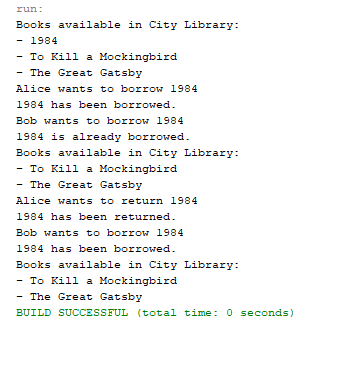 run:
Books available in City Library:
- 1984
- To Kill a Mockingbird
- The Great Gatsby
Alice wants to borrow 1984
1984 has been borrowed.
Bob wants to borrow 1984
1984 is already borrowed.
Books available in City Library:
- To Kill a Mockingbird
- The Great Gatsby
Alice wants to return 1984
1984 has been returned.
Bob wants to borrow 1984
1984 has been borrowed.
Books available in City Library:
- To Kill a Mockingbird
- The Great Gatsby
BUILD SUCCESSFUL (total time: 0 seconds)